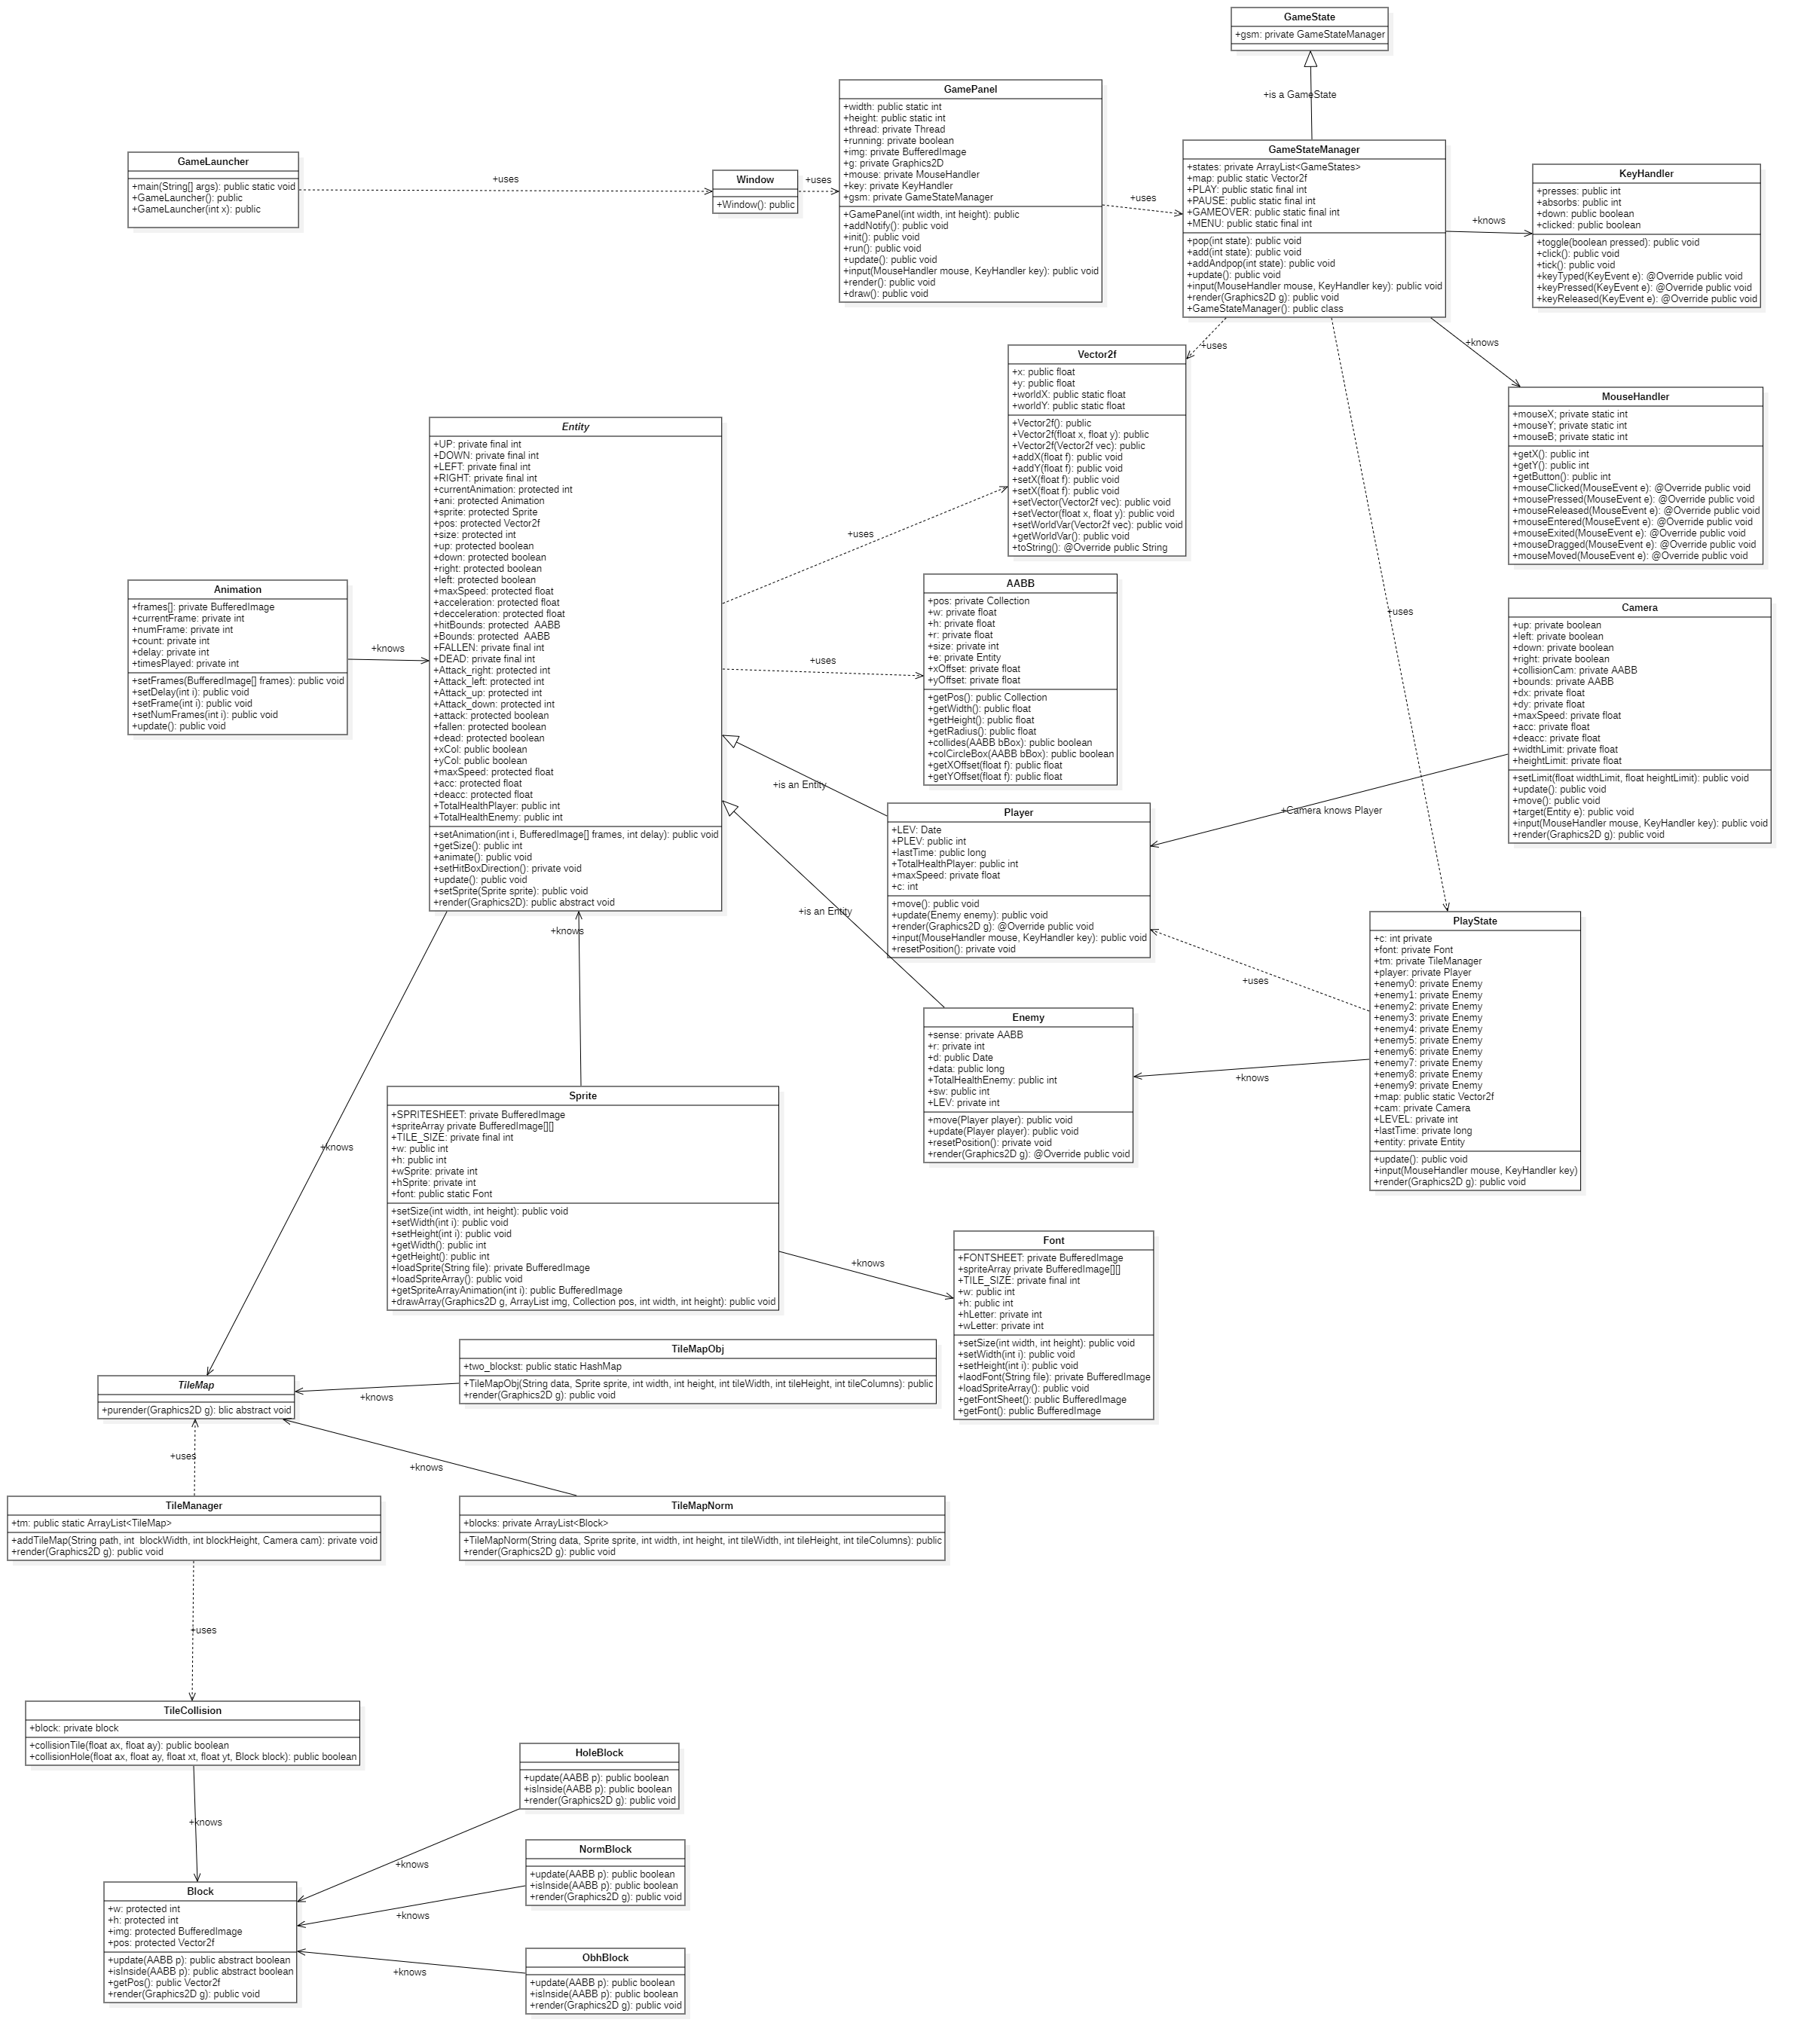 GameState
+gsm: private GameStateManager
+is a GameState
GamePanel
+width: public static int
+height: public static int
+thread: private Thread
+running: private boolean
+img: private BufferedImage
+g: private Graphics2D
+mouse: private MouseHandler
+key: private KeyHandler
+gsm: private GameStateManager
+GamePanel(int width, int height): public
+addNotify(): public void
+init(): public void
+run(): public void
+update(): public void
+input(MouseHandler mouse, KeyHandler key): public void
+render(): public void
+draw(): public void
GameLauncher
+main(String[] args): public static void
+GameLauncher(): public
+GameLauncher(int x): public
+uses
Window
+Window(): public
+uses
+uses
GameStateManager
+states: private ArrayList<GameStates>
+map: public static Vector2f
+PLAY: public static final int
+PAUSE: public static final int
+GAMEOVER: public static final int
+MENU: public static final int
+pop(int state): public void
+add(int state): public void
+addAndpop(int state): public void
+update(): public void
+input(MouseHandler mouse, KeyHandler key): public void
+render(Graphics2D g): public void
+GameStateManager(): public class
+knows
KeyHandler
+presses: public int
+absorbs: public int
+down: public boolean
+clicked: public boolean
+toggle(boolean pressed): public void
+click(): public void
+tick(): public void
+keyTyped(KeyEvent e): @Override public void
+keyPressed(KeyEvent e): @Override public void
+keyReleased(KeyEvent e): @Override public void
+uses
+knows
Vector2f
+x: public float
+y: public float
+worldX: public static float
+worldY: public static float
+Vector2f(): public
+Vector2f(float x, float y): public
+Vector2f(Vector2f vec): public
+addX(float f): public void
+addY(float f): public void
+setX(float f): public void
+setX(float f): public void
+setVector(Vector2f vec): public void
+setVector(float x, float y): public void
+setWorldVar(Vector2f vec): public void
+getWorldVar(): public void
+toString(): @Override public String
MouseHandler
+mouseX; private static int
+mouseY; private static int
+mouseB; private static int
+getX(): public int
+getY(): public int
+getButton(): public int
+mouseClicked(MouseEvent e): @Override public void
+mousePressed(MouseEvent e): @Override public void
+mouseReleased(MouseEvent e): @Override public void
+mouseEntered(MouseEvent e): @Override public void
+mouseExited(MouseEvent e): @Override public void
+mouseDragged(MouseEvent e): @Override public void
+mouseMoved(MouseEvent e): @Override public void
Entity
+UP: private final int
+DOWN: private final int
+LEFT: private final int
+RIGHT: private final int
+currentAnimation: protected int
+ani: protected Animation
+sprite: protected Sprite
+pos: protected Vector2f
+size: protected int
+up: protected boolean
+down: protected boolean
+right: protected boolean
+left: protected boolean
+maxSpeed: protected float
+acceleration: protected float
+decceleration: protected float
+hitBounds: protected  AABB
+Bounds: protected  AABB
+FALLEN: private final int
+DEAD: private final int
+Attack_right: protected int
+Attack_left: protected int
+Attack_up: protected int
+Attack_down: protected int
+attack: protected boolean
+fallen: protected boolean
+dead: protected boolean
+xCol: public boolean
+yCol: public boolean
+maxSpeed: protected float
+acc: protected float
+deacc: protected float
+TotalHealthPlayer: public int
+TotalHealthEnemy: public int
+setAnimation(int i, BufferedImage[] frames, int delay): public void
+getSize(): public int
+animate(): public void
+setHitBoxDirection(): private void
+update(): public void
+setSprite(Sprite sprite): public void
+render(Graphics2D): public abstract void
+uses
+uses
Animation
+frames[]: private BufferedImage
+currentFrame: private int
+numFrame: private int
+count: private int
+delay: private int
+timesPlayed: private int
+setFrames(BufferedImage[] frames): public void
+setDelay(int i): public void
+setFrame(int i): public void
+setNumFrames(int i): public void
+update(): public void
+knows
AABB
+pos: private Collection
+w: private float
+h: private float
+r: private float
+size: private int
+e: private Entity
+xOffset: private float
+yOffset: private float
+getPos(): public Collection
+getWidth(): public float
+getHeight(): public float
+getRadius(): public float
+collides(AABB bBox): public boolean
+colCircleBox(AABB bBox): public boolean
+getXOffset(float f): public float
+getYOffset(float f): public float
+uses
Camera
+up: private boolean
+left: private boolean
+down: private boolean
+right: private boolean
+collisionCam: private AABB
+bounds: private AABB
+dx: private float
+dy: private float
+maxSpeed: private float
+acc: private float
+deacc: private float
+widthLimit: private float
+heightLimit: private float
+setLimit(float widthLimit, float heightLimit): public void
+update(): public void
+move(): public void
+target(Entity e): public void
+input(MouseHandler mouse, KeyHandler key): public void
+render(Graphics2D g): public void
+is an Entity
+Camera knows Player
Player
+LEV: Date
+PLEV: public int
+lastTime: public long
+TotalHealthPlayer: public int
+maxSpeed: private float
+c: int
+move(): public void
+update(Enemy enemy): public void
+render(Graphics2D g): @Override public void
+input(MouseHandler mouse, KeyHandler key): public void
+resetPosition(): private void
+is an Entity
+knows
+uses
PlayState
+c: int private
+font: private Font
+tm: private TileManager
+player: private Player
+enemy0: private Enemy
+enemy1: private Enemy
+enemy2: private Enemy
+enemy3: private Enemy
+enemy4: private Enemy
+enemy5: private Enemy
+enemy6: private Enemy
+enemy7: private Enemy
+enemy8: private Enemy
+enemy9: private Enemy
+map: public static Vector2f
+cam: private Camera
+LEVEL: private int
+lastTime: private long
+entity: private Entity
+update(): public void
+input(MouseHandler mouse, KeyHandler key)
+render(Graphics2D g): public void
Enemy
+sense: private AABB
+r: private int
+d: public Date
+data: public long
+TotalHealthEnemy: public int
+sw: public int
+LEV: private int
+move(Player player): public void
+update(Player player): public void
+resetPosition(): private void
+render(Graphics2D g): @Override public void
+knows
+knows
Sprite
+SPRITESHEET: private BufferedImage
+spriteArray private BufferedImage[][]
+TILE_SIZE: private final int
+w: public int
+h: public int
+wSprite: private int
+hSprite: private int
+font: public static Font
+setSize(int width, int height): public void
+setWidth(int i): public void
+setHeight(int i): public void
+getWidth(): public int
+getHeight(): public int
+loadSprite(String file): private BufferedImage
+loadSpriteArray(): public void
+getSpriteArrayAnimation(int i): public BufferedImage
+drawArray(Graphics2D g, ArrayList img, Collection pos, int width, int height): public void
+knows
Font
+FONTSHEET: private BufferedImage
+spriteArray private BufferedImage[][]
+TILE_SIZE: private final int
+w: public int
+h: public int
+hLetter: private int
+wLetter: private int
+setSize(int width, int height): public void
+setWidth(int i): public void
+setHeight(int i): public void
+laodFont(String file): private BufferedImage
+loadSpriteArray(): public void
+getFontSheet(): public BufferedImage
+getFont(): public BufferedImage
TileMapObj
+two_blockst: public static HashMap
+TileMapObj(String data, Sprite sprite, int width, int height, int tileWidth, int tileHeight, int tileColumns): public
+render(Graphics2D g): public void
+knows
TileMap
+purender(Graphics2D g): blic abstract void
+uses
+knows
TileManager
+tm: public static ArrayList<TileMap>
+addTileMap(String path, int  blockWidth, int blockHeight, Camera cam): private void
+render(Graphics2D g): public void
TileMapNorm
+blocks: private ArrayList<Block>
+TileMapNorm(String data, Sprite sprite, int width, int height, int tileWidth, int tileHeight, int tileColumns): public
+render(Graphics2D g): public void
+uses
TileCollision
+block: private block
+collisionTile(float ax, float ay): public boolean
+collisionHole(float ax, float ay, float xt, float yt, Block block): public boolean
+knows
HoleBlock
+update(AABB p): public boolean
+isInside(AABB p): public boolean
+render(Graphics2D g): public void
+knows
NormBlock
+update(AABB p): public boolean
+isInside(AABB p): public boolean
+render(Graphics2D g): public void
+knows
Block
+w: protected int
+h: protected int
+img: protected BufferedImage
+pos: protected Vector2f
+update(AABB p): public abstract boolean
+isInside(AABB p): public abstract boolean
+getPos(): public Vector2f
+render(Graphics2D g): public void
+knows
ObhBlock
+update(AABB p): public boolean
+isInside(AABB p): public boolean
+render(Graphics2D g): public void